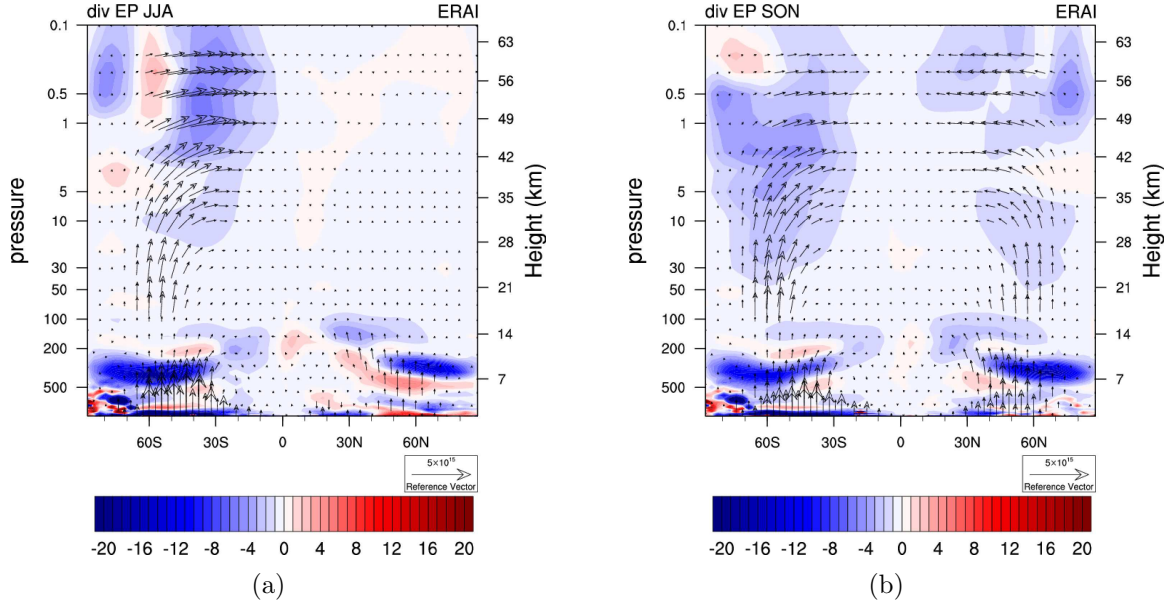 div EP JJA ERAI
0.1
0.5
1
5
10
30
50
100
200
500
pressure
63
56
49
42
35
28
21
14
7
Height (km)
60S 30S 0 30N 60N
5×10¹⁵
Reference Vector
-20 -16 -12 -8 -4 0 4 8 12 16 20
(a)
div EP SON ERAI
0.1
0.5
1
5
10
30
50
100
200
500
pressure
63
56
49
42
35
28
21
14
7
Height (km)
60S 30S 0 30N 60N
5×10¹⁵
Reference Vector
-20 -16 -12 -8 -4 0 4 8 12 16 20
(b)